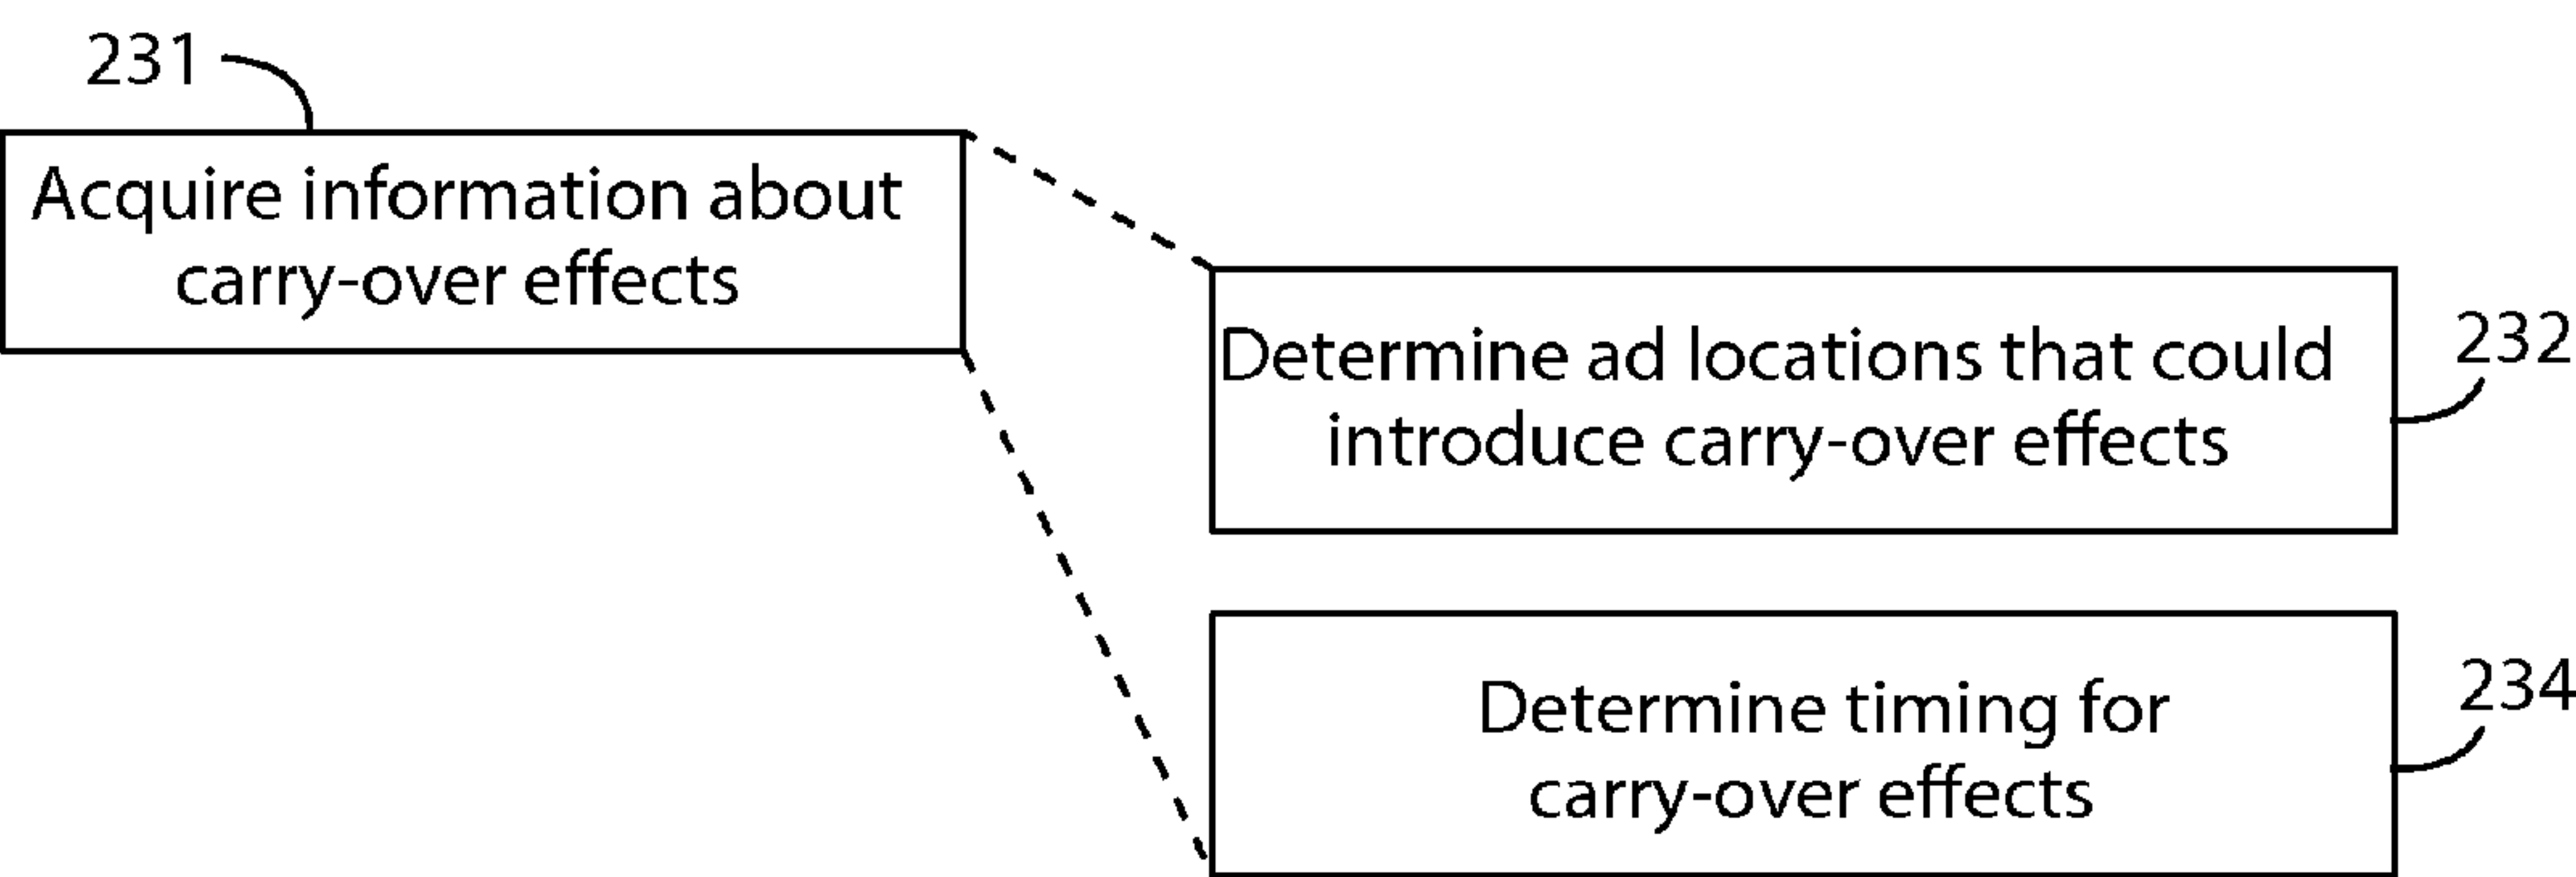 231
Acquire information about
carry-over effects
Determine ad locations that could
introduce carry-over effects
232
Determine timing for
carry-over effects
234